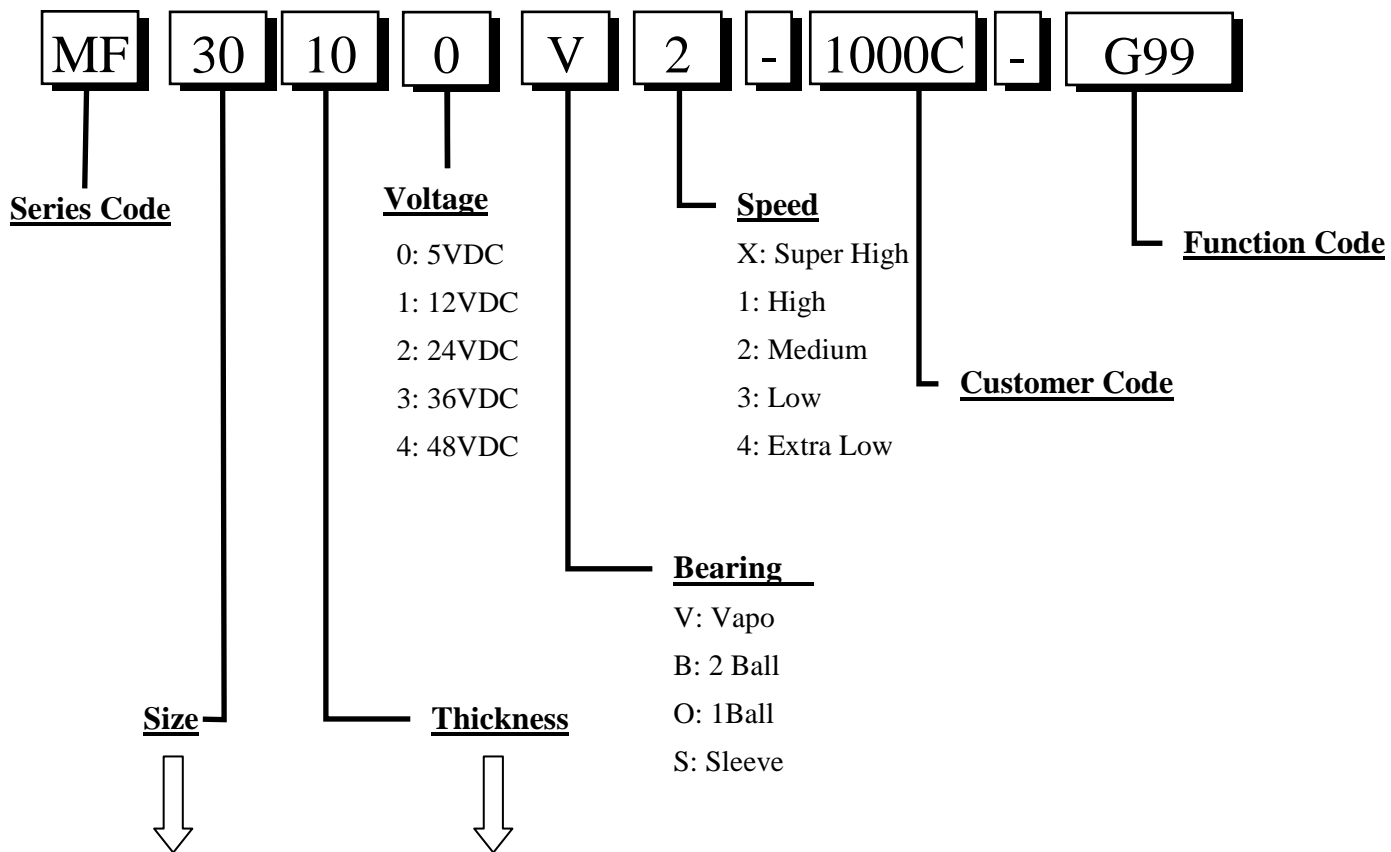 MF 30 10 0 V 2 - 1000C - G99
Series Code
Voltage
0: 5VDC
1: 12VDC
2: 24VDC
3: 36VDC
4: 48VDC
Speed
X: Super High
1: High
2: Medium
3: Low
4: Extra Low
Function Code
Customer Code
Bearing
V: Vapo
B: 2 Ball
O: 1Ball
S: Sleeve
Size
Thickness